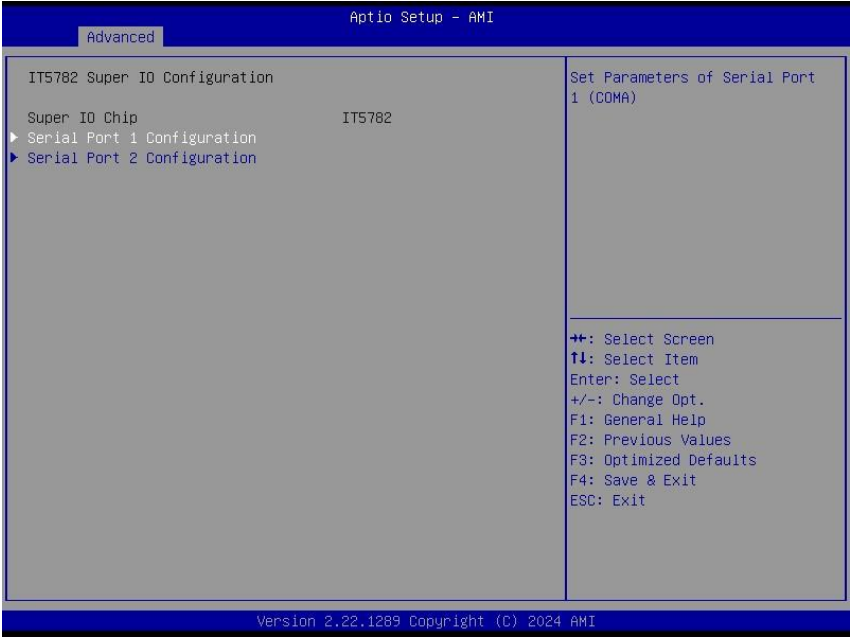 Aptio Setup - AMI
Advanced
IT5782 Super IO Configuration
Super IO Chip IT5782
▶ Serial Port 1 Configuration
▶ Serial Port 2 Configuration
Set Parameters of Serial Port
1 (COMA)
→←: Select Screen
↑↓: Select Item
Enter: Select
+/-: Change Opt.
F1: General Help
F2: Previous Values
F3: Optimized Defaults
F4: Save & Exit
ESC: Exit
Version 2.22.1289 Copyright (C) 2024 AMI